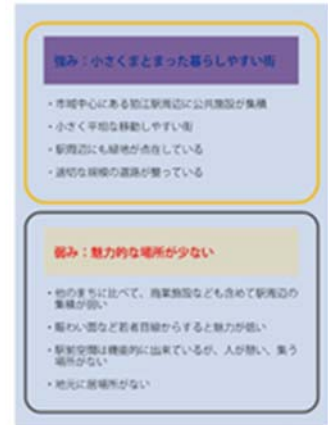 強み：小さくまとまった暮らしやすい街
・市域中心にある狛江駅周辺に公共施設が集積
・小さく平坦な移動しやすい街
・駅周辺にも緑地が点在している
・適切な規模の道路が整っている
弱み：魅力的な場所が少ない
・他のまちに比べて、商業施設なども含めて駅周辺の
集積が弱い
・賑わい面など若者目線からすると魅力が低い
・駅前空間は機能的に出来ているが、人が憩い、集う
場所がない
・地元に居場所がない